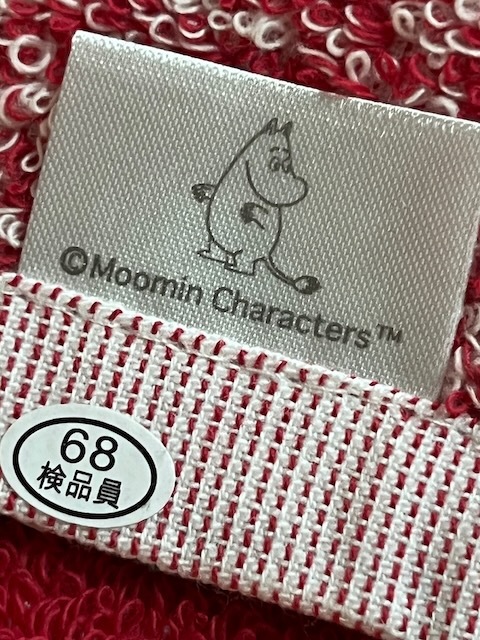 ©Moomin Characters™
68
検品員